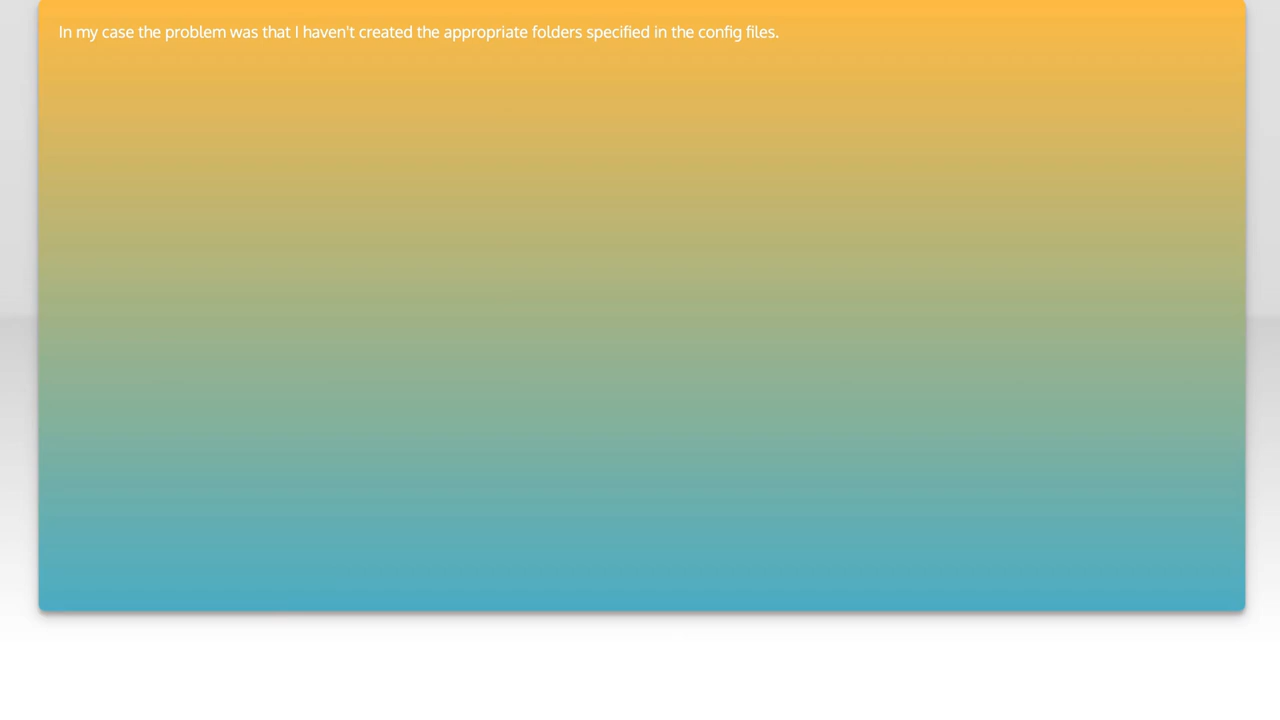 In my case the problem was that I haven't created the appropriate folders specified in the config files.